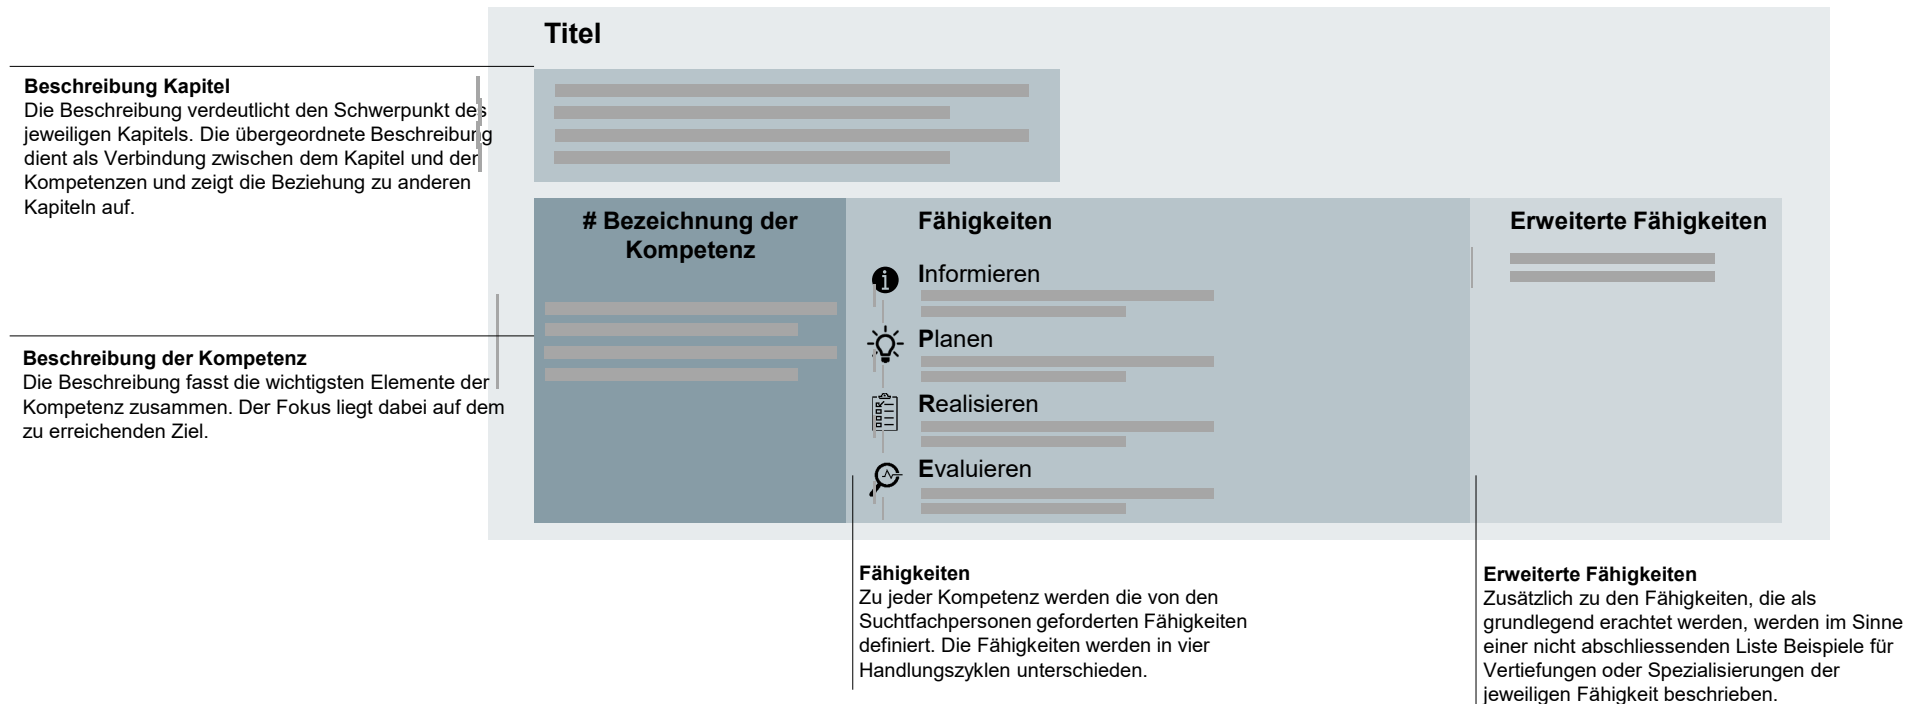 Titel
Beschreibung Kapitel
Die Beschreibung verdeutlicht den Schwerpunkt des
jeweiligen Kapitels. Die übergeordnete Beschreibung
dient als Verbindung zwischen dem Kapitel und der
Kompetenzen und zeigt die Beziehung zu anderen
Kapiteln auf.
# Bezeichnung der
Kompetenz
Fähigkeiten
Informieren
Planen
Realisieren
Evaluieren
Erweiterte Fähigkeiten
Beschreibung der Kompetenz
Die Beschreibung fasst die wichtigsten Elemente der
Kompetenz zusammen. Der Fokus liegt dabei auf dem
zu erreichenden Ziel.
Fähigkeiten
Zu jeder Kompetenz werden die von den
Suchtfachpersonen geforderten Fähigkeiten
definiert. Die Fähigkeiten werden in vier
Handlungszyklen unterschieden.
Erweiterte Fähigkeiten
Zusätzlich zu den Fähigkeiten, die als
grundlegend erachtet werden, werden im Sinne
einer nicht abschliessenden Liste Beispiele für
Vertiefungen oder Spezialisierungen der
jeweiligen Fähigkeit beschrieben.